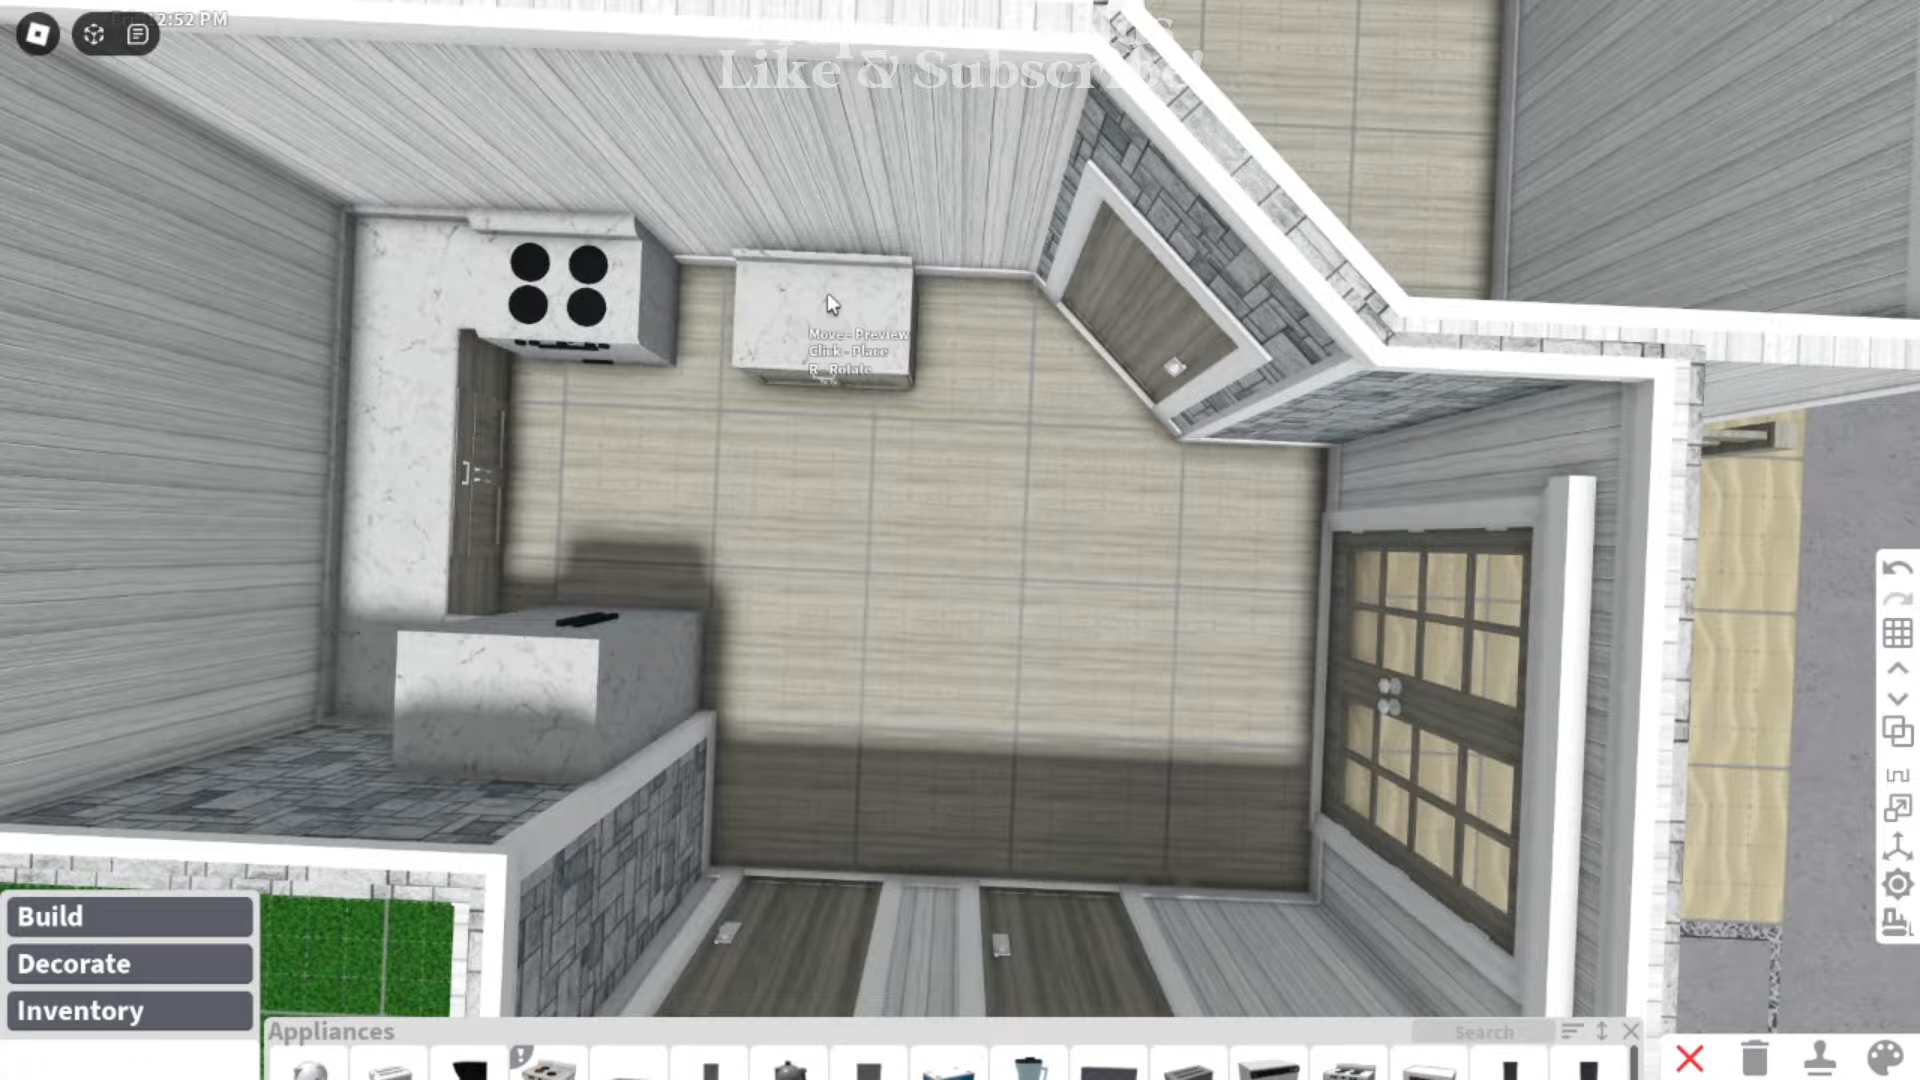 2:52 PM
Like & Subscribe!
Move - Preview
Click - Place
R - Rotate
Build
Decorate
Inventory
Appliances
Search